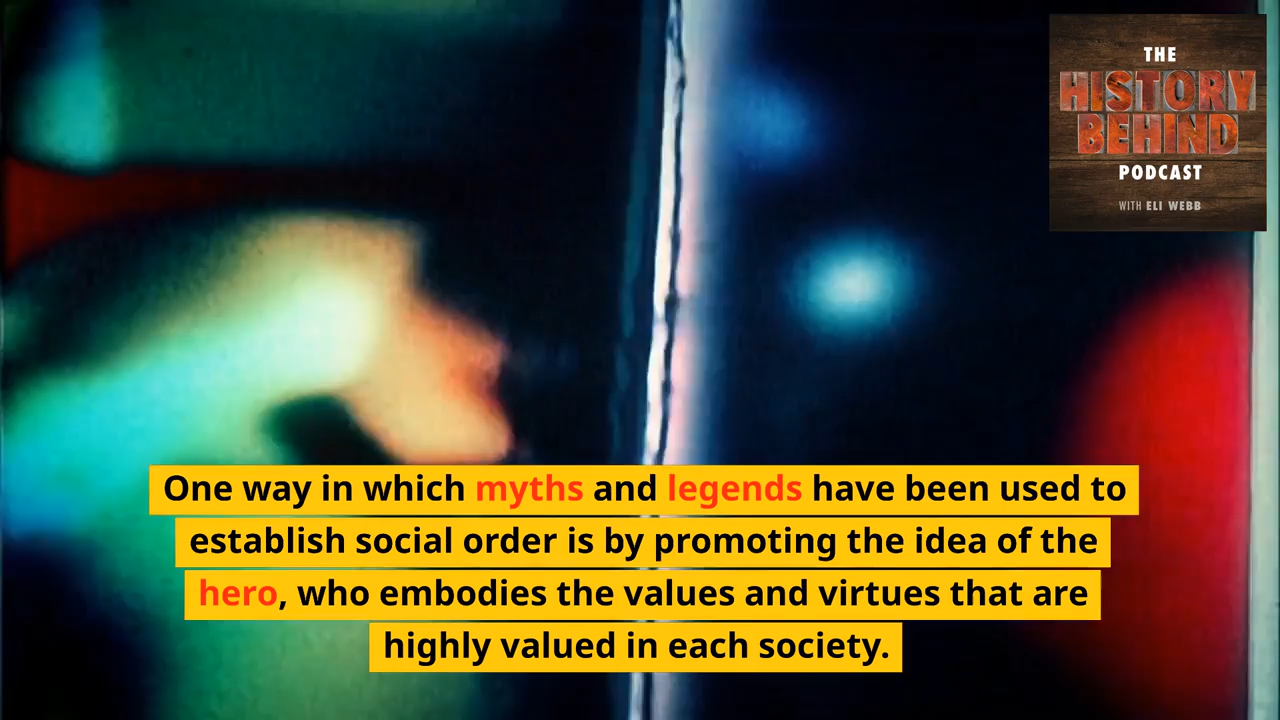 THE
HISTORY
BEHIND
PODCAST
WITH ELI WEBB
One way in which myths and legends have been used to
establish social order is by promoting the idea of the
hero, who embodies the values and virtues that are
highly valued in each society.